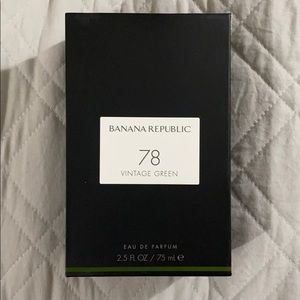 BANANA REPUBLIC
78
VINTAGE GREEN
EAU DE PARFUM
2.5 FL OZ / 75 mL ℮